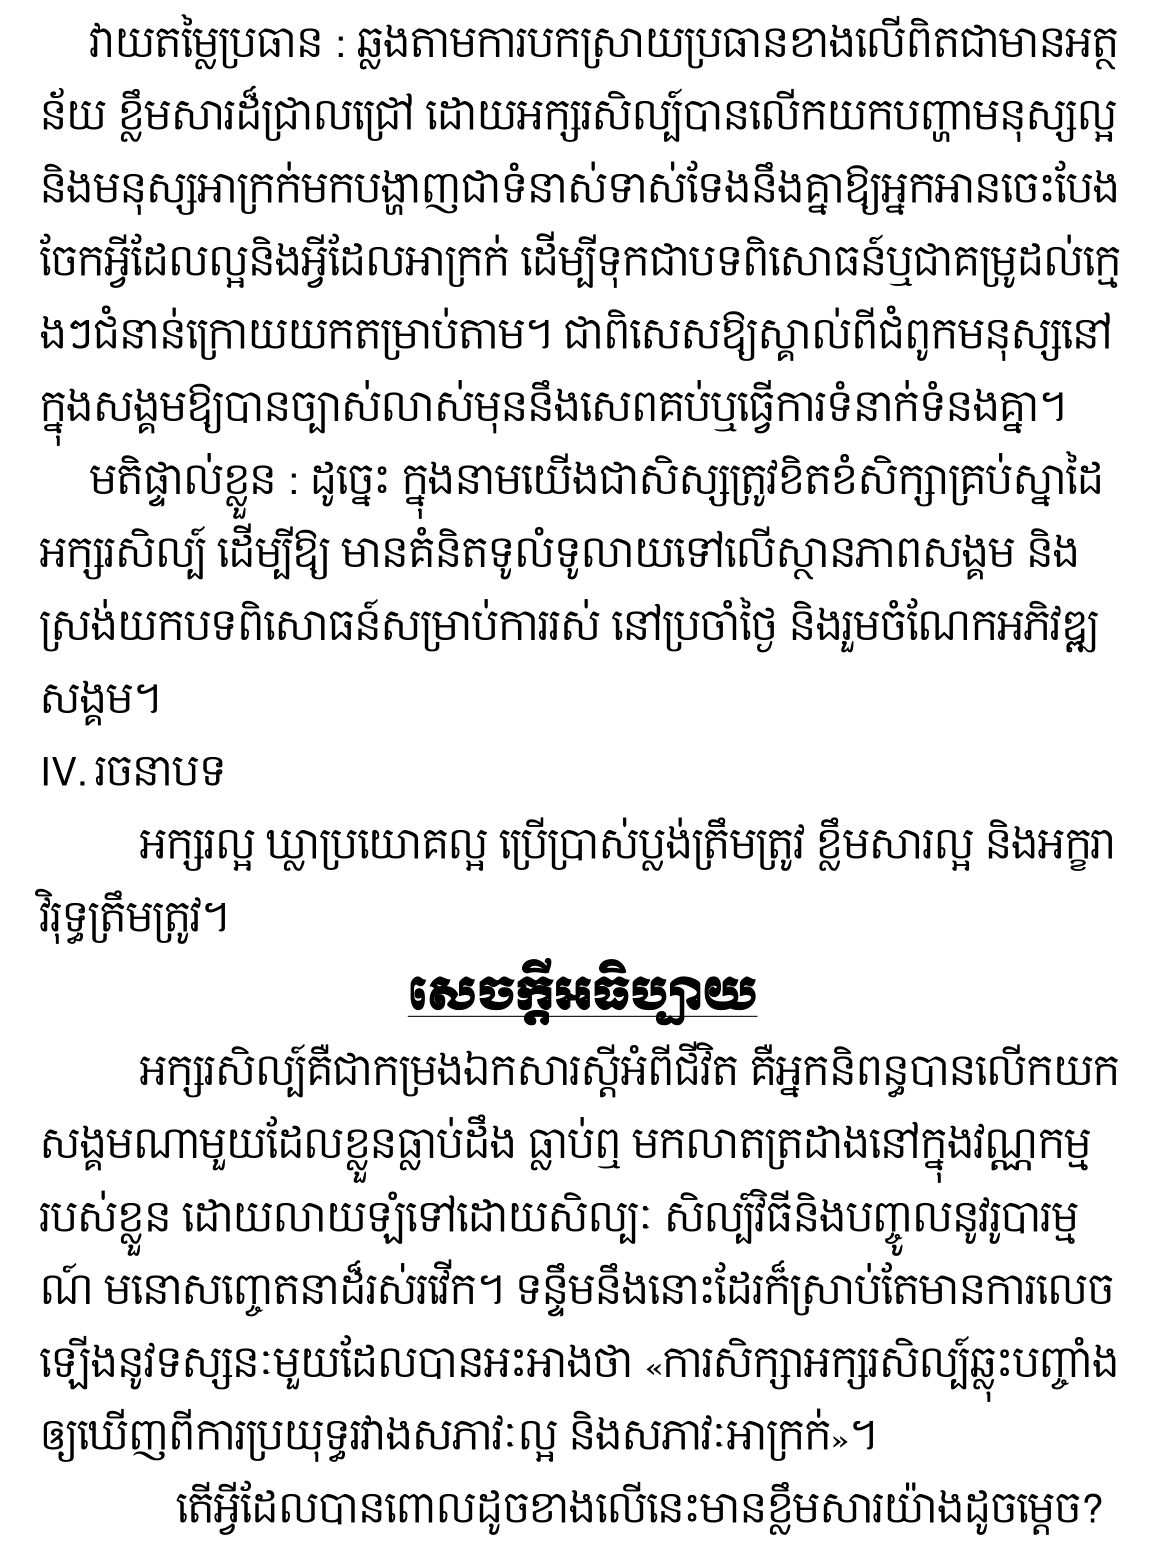 វាយតម្លៃប្រធាន : ឆ្លងតាមការបកស្រាយប្រធានខាងលើពិតជាមានអត្ថ
ន័យ ខ្លឹមសារដ៏ជ្រាលជ្រៅ ដោយអក្សរសិល្ប៍បានលើកយកបញ្ហាមនុស្សល្អ
និងមនុស្សអាក្រក់មកបង្ហាញជាទំនាស់ទាស់ទែងនឹងគ្នាឱ្យអ្នកអានចេះបែង
ចែកអ្វីដែលល្អនិងអ្វីដែលអាក្រក់ ដើម្បីទុកជាបទពិសោធន៍ឬជាគម្រូដល់ក្មេ
ងៗជំនាន់ក្រោយយកតម្រាប់តាម។ ជាពិសេសឱ្យស្គាល់ពីជំពូកមនុស្សនៅ
ក្នុងសង្គមឱ្យបានច្បាស់លាស់មុននឹងសេពគប់ឬធ្វើការទំនាក់ទំនងគ្នា។
មតិផ្ទាល់ខ្លួន : ដូច្នេះ ក្នុងនាមយើងជាសិស្សត្រូវខិតខំសិក្សាគ្រប់ស្នាដៃ
អក្សរសិល្ប៍ ដើម្បីឱ្យ មានគំនិតទូលំទូលាយទៅលើស្ថានភាពសង្គម និង
ស្រង់យកបទពិសោធន៍សម្រាប់ការរស់ នៅប្រចាំថ្ងៃ និងរួមចំណែកអភិវឌ្ឍ
សង្គម។
IV. រចនាបទ
អក្សរល្អ ឃ្លាប្រយោគល្អ ប្រើប្រាស់ប្លង់ត្រឹមត្រូវ ខ្លឹមសារល្អ និងអក្ខរា
វិរុទ្ធត្រឹមត្រូវ។
សេចក្ដីអធិប្បាយ
អក្សរសិល្ប៍គឺជាកម្រងឯកសារស្ដីអំពីជីវិត គឺអ្នកនិពន្ធបានលើកយក
សង្គមណាមួយដែលខ្លួនធ្លាប់ដឹង ធ្លាប់ឮ មកលាតត្រដាងនៅក្នុងវណ្ណកម្ម
របស់ខ្លួន ដោយលាយឡំទៅដោយសិល្បៈ សិល្ប៍វិធីនិងបញ្ចូលនូវរូបារម្ម
ណ៍ មនោសញ្ចេតនាដ៏រស់រវើក។ ទន្ទឹមនឹងនោះដែរក៏ស្រាប់តែមានការលេច
ឡើងនូវទស្សនៈមួយដែលបានអះអាងថា «ការសិក្សាអក្សរសិល្ប៍ឆ្លុះបញ្ចាំង
ឲ្យឃើញពីការប្រយុទ្ធរវាងសភាវៈល្អ និងសភាវៈអាក្រក់»។
តើអ្វីដែលបានពោលដូចខាងលើនេះមានខ្លឹមសារយ៉ាងដូចម្ដេច?